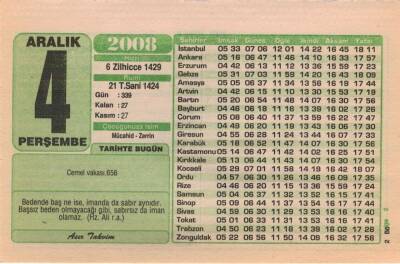 ARALIK
4
PERŞEMBE
2008
Hicri
6 Zilhicce 1429
Rumi
21 T.Sani 1424
Gün : 339
Kalan : 27
Kasım : 27
Çocuğunuza isim
Mücahid - Zerrin
TARİHTE BUGÜN
Cemel vakası.656
Bedende baş ne ise, imanda da sabır aynıdır.
Başsız beden olmayacağı gibi, sabırsız da iman
olamaz. (Hz. Ali r.a.)
Aser Takvim
Şehirler İmsak Güneş Öğle İkindi Akşam Yatsı
İstanbul 05 33 07 06 12 01 14 22 16 45 18 11
Ankara 05 18 06 47 11 46 14 10 16 33 17 57
Erzurum 04 42 06 13 11 12 13 36 15 59 17 23
Gebze 05 31 07 03 11 58 14 20 16 43 18 09
Amasya 05 05 06 37 11 34 13 56 16 19 17 44
Artvin 04 42 06 15 11 10 13 30 15 53 17 19
Bartın 05 20 06 54 11 48 14 07 16 30 17 56
Bayburt 04 48 06 18 11 19 13 42 16 06 17 30
Çorum 05 08 06 40 11 37 13 59 16 22 17 47
Erzincan 04 49 06 20 11 19 13 43 16 06 17 30
Giresun 04 55 06 28 11 24 13 44 16 07 17 33
Karabük 05 18 06 52 11 47 14 07 16 30 17 56
Kastamonu 05 14 06 47 11 42 14 02 16 25 17 51
Kırıkkale 05 13 06 44 11 41 14 07 16 30 17 54
Kocaeli 05 29 07 01 11 58 14 19 16 42 18 07
Ordu 04 57 06 30 11 26 13 46 16 09 17 35
Rize 04 46 06 20 11 15 13 36 15 59 17 24
Samsun 05 04 06 37 11 32 13 52 16 15 17 41
Sinop 05 09 06 44 11 37 13 54 16 18 17 44
Sivas 04 59 06 30 11 29 13 53 16 16 17 40
Tokat 05 01 06 33 11 31 13 53 16 16 17 41
Trabzon 04 50 06 23 11 18 13 39 16 02 17 28
Zonguldak 05 22 06 56 11 50 14 09 16 32 17 58